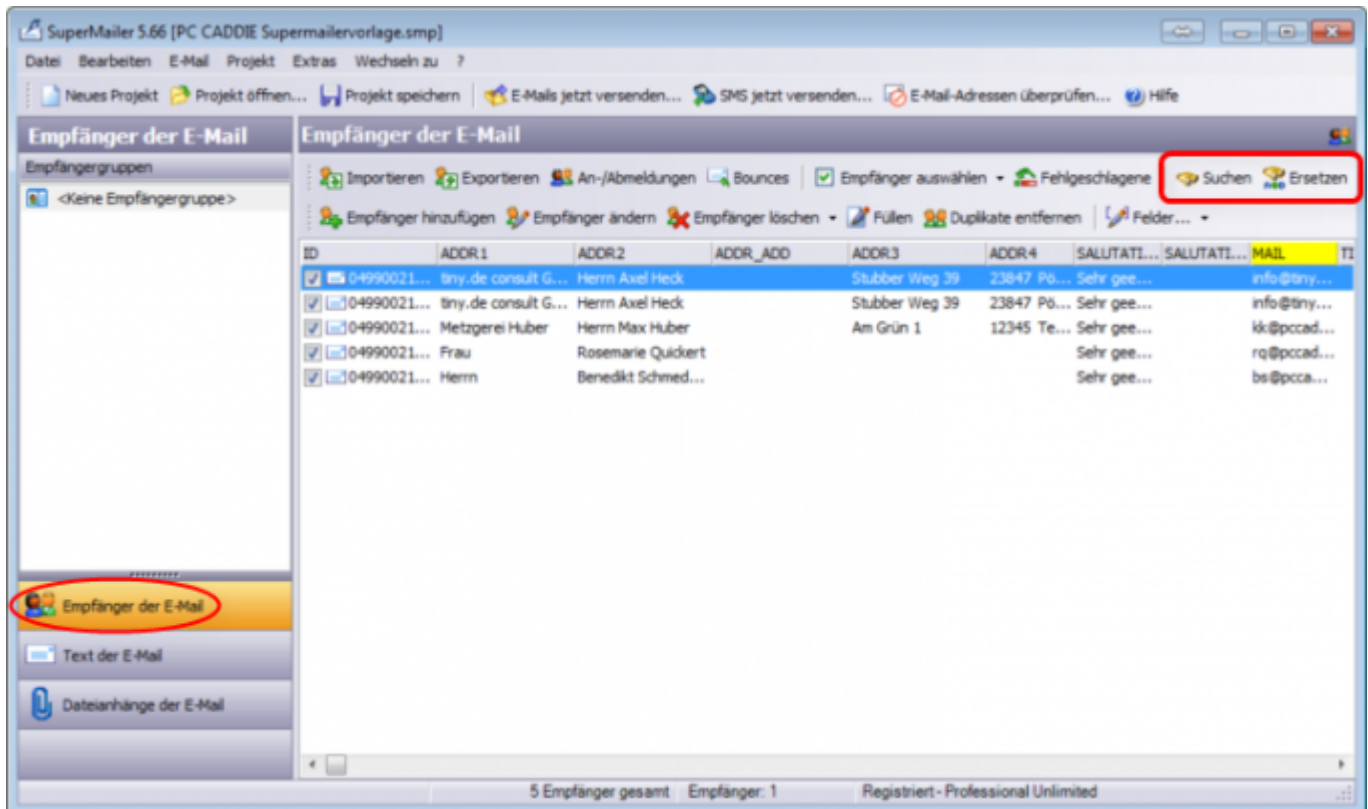 SuperMailer 5.66 [PC CADDIE Supermailervorlage.smp]
Datei Bearbeiten E-Mail Projekt Extras Wechseln zu ?
Neues Projekt Projekt öffnen... Projekt speichern E-Mails jetzt versenden... SMS jetzt versenden... E-Mail-Adressen überprüfen... Hilfe
Empfänger der E-Mail
Empfängergruppen
<Keine Empfängergruppe>
Empfänger der E-Mail
Importieren Exportieren An-/Abmeldungen Bounces Empfänger auswählen Fehlgeschlagene Suchen Ersetzen
Empfänger hinzufügen Empfänger ändern Empfänger löschen Füllen Duplikate entfernen Felder...
ID ADDR1 ADDR2 ADDR_ADD ADDR3 ADDR4 SALUTATI... SALUTATI... MAIL TI
04990021... tiny.de consult G... Herrn Axel Heck Stubber Weg 39 23847 Pö... Sehr gee... info@tiny...
04990021... tiny.de consult G... Herrn Axel Heck Stubber Weg 39 23847 Pö... Sehr gee... info@tiny...
04990021... Metzgerei Huber Herrn Max Huber Am Grün 1 12345 Te... Sehr gee... kk@pccad...
04990021... Frau Rosemarie Quickert Sehr gee... rq@pccad...
04990021... Herrn Benedikt Schmed... Sehr gee... bs@pcca...
Empfänger der E-Mail
Text der E-Mail
Dateianhänge der E-Mail
5 Empfänger gesamt Empfänger: 1 Registriert - Professional Unlimited